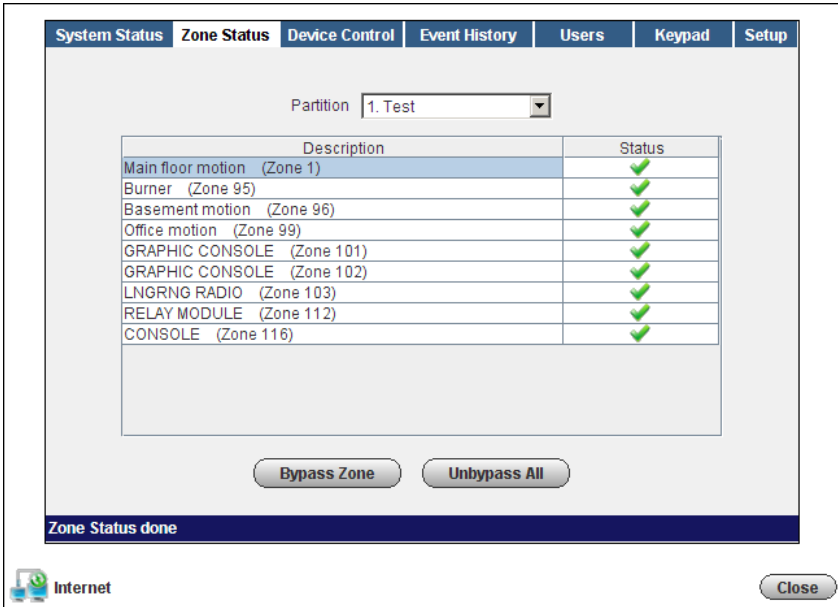 System Status Zone Status Device Control Event History Users Keypad Setup
Partition 1. Test
Description Status
Main floor motion (Zone 1)
Burner (Zone 95)
Basement motion (Zone 96)
Office motion (Zone 99)
GRAPHIC CONSOLE (Zone 101)
GRAPHIC CONSOLE (Zone 102)
LNGRNG RADIO (Zone 103)
RELAY MODULE (Zone 112)
CONSOLE (Zone 116)
Bypass Zone Unbypass All
Zone Status done
Internet Close